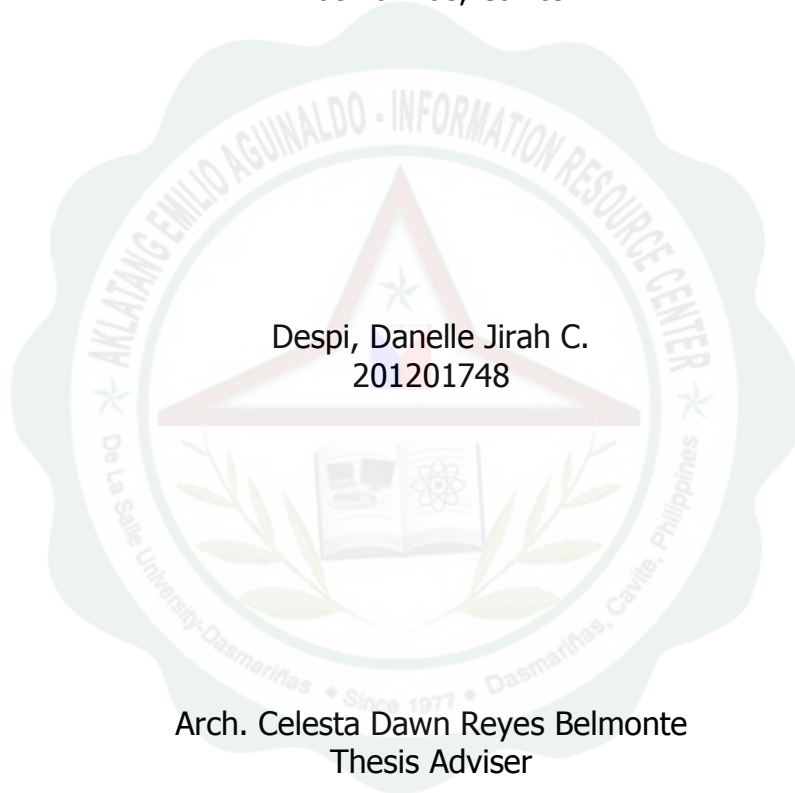 AKLATANG EMILIO AGUINALDO - INFORMATION RESOURCE CENTER
Despi, Danelle Jirah C.
201201748
De La Salle University-Dasmariñas • Since 1977 • Dasmariñas, Cavite, Philippines
Arch. Celesta Dawn Reyes Belmonte
Thesis Adviser